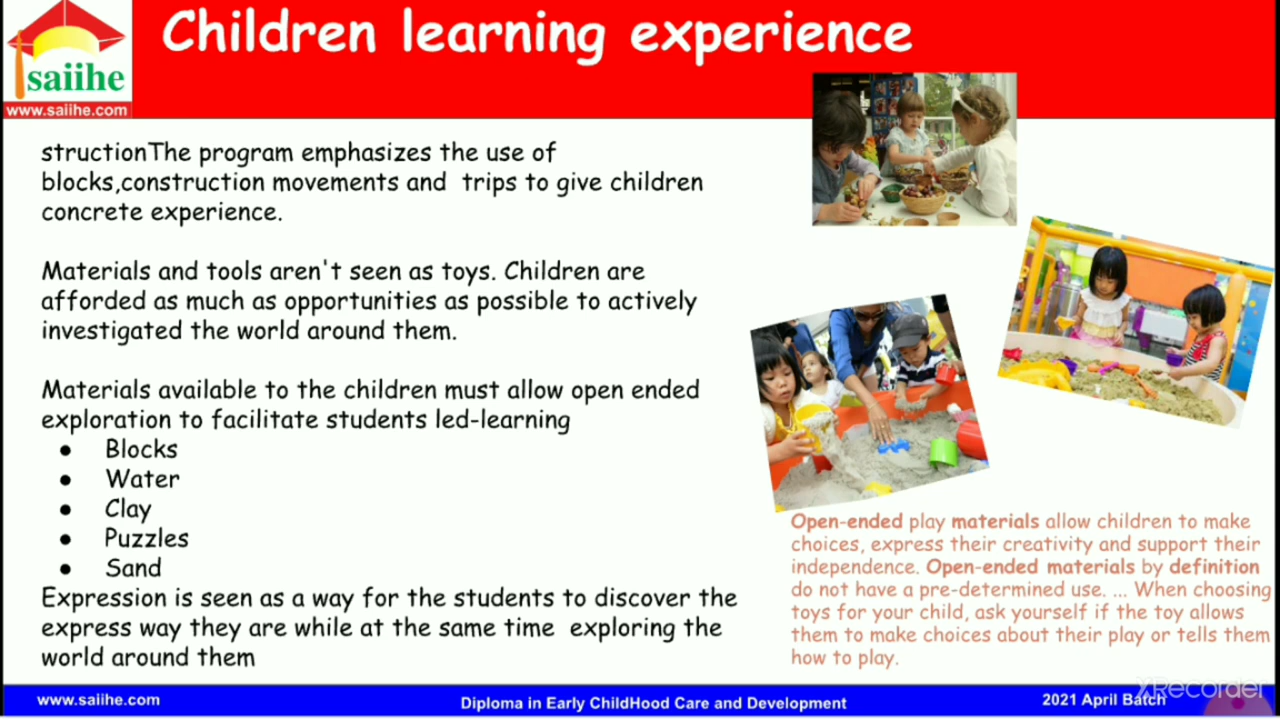 Children learning experience
saiihe
www.saiihe.com
structionThe program emphasizes the use of
blocks,construction movements and trips to give children
concrete experience.
Materials and tools aren't seen as toys. Children are
afforded as much as opportunities as possible to actively
investigated the world around them.
Materials available to the children must allow open ended
exploration to facilitate students led-learning
● Blocks
● Water
● Clay
● Puzzles
● Sand
Expression is seen as a way for the students to discover the
express way they are while at the same time exploring the
world around them
Open-ended play materials allow children to make
choices, express their creativity and support their
independence. Open-ended materials by definition
do not have a pre-determined use. ... When choosing
toys for your child, ask yourself if the toy allows
them to make choices about their play or tells them
how to play.
www.saiihe.com
Diploma in Early ChildHood Care and Development
2021 April Batch
XRecorder